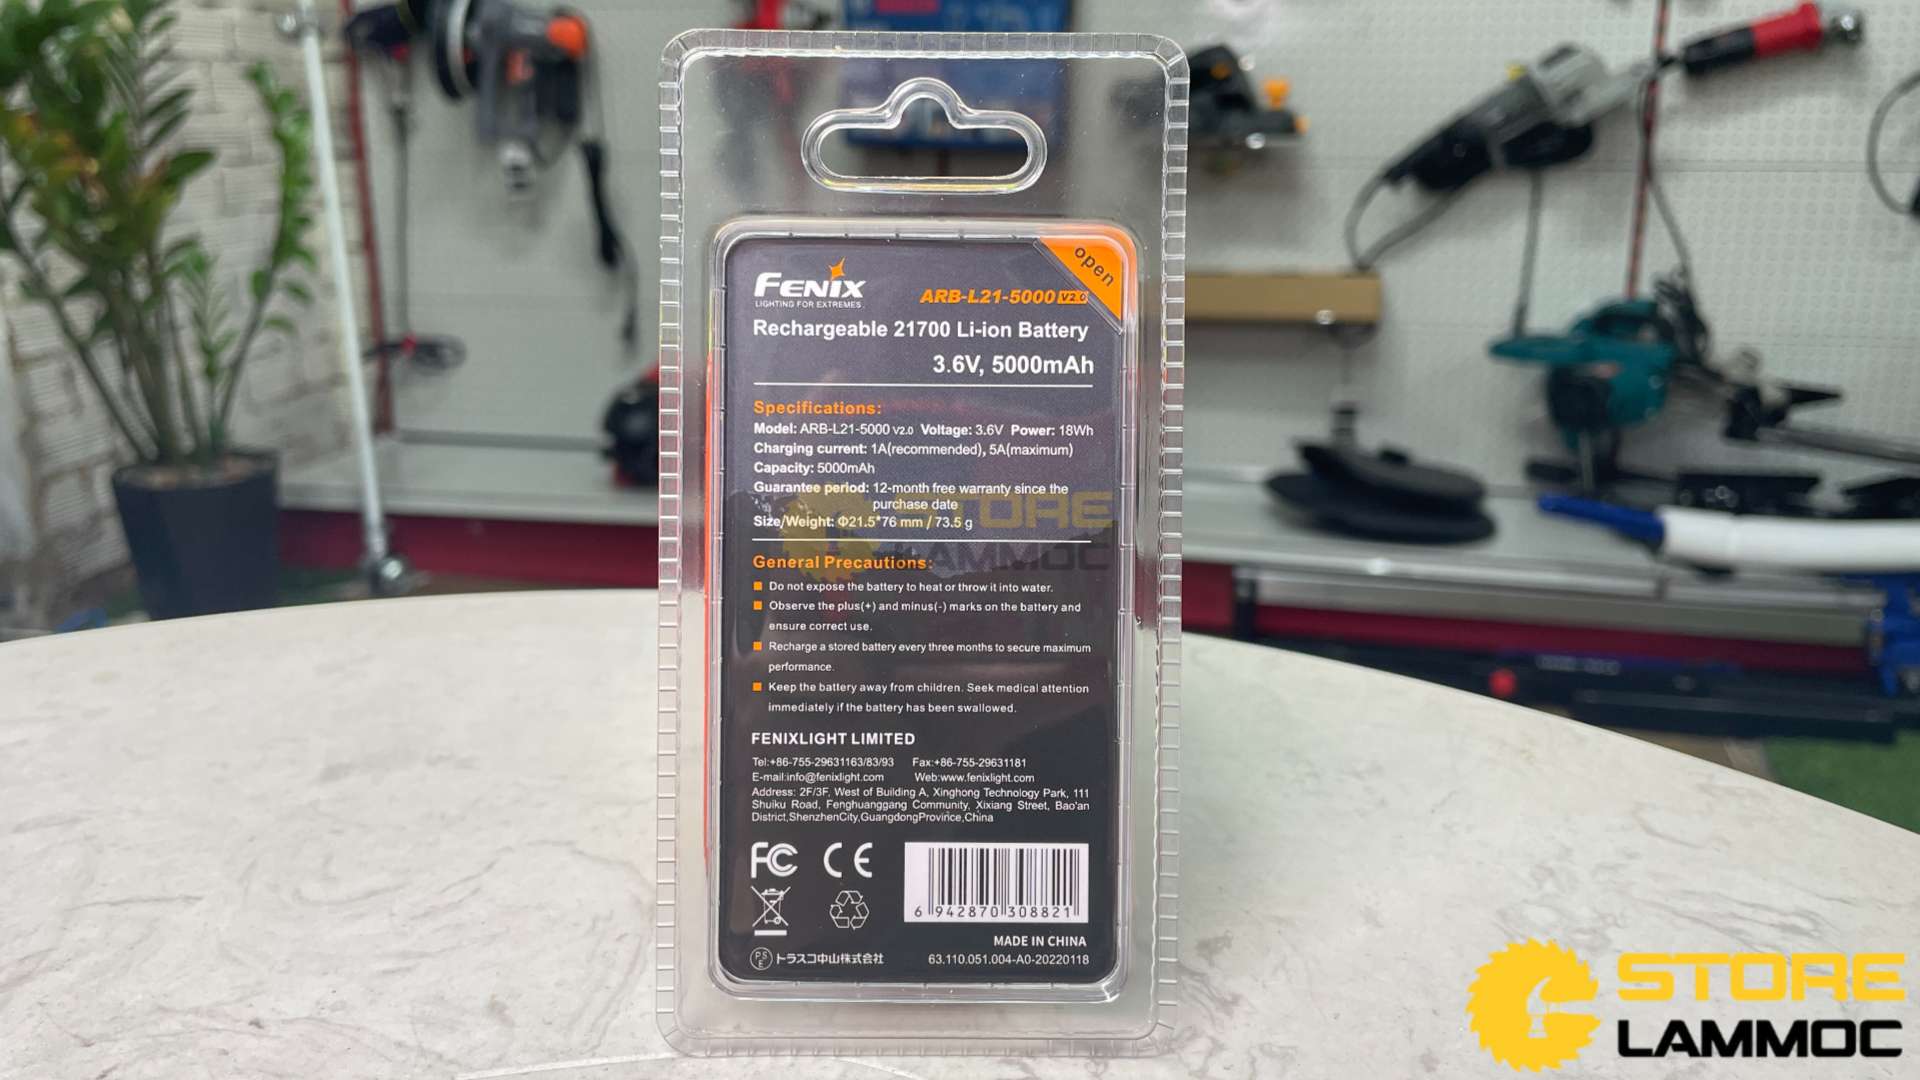 open
FENIX
LIGHTING FOR EXTREMES
ARB-L21-5000 V2.0
Rechargeable 21700 Li-ion Battery
3.6V, 5000mAh
Specifications:
Model: ARB-L21-5000 V2.0 Voltage: 3.6V Power: 18Wh
Charging current: 1A(recommended), 5A(maximum)
Capacity: 5000mAh
Guarantee period: 12-month free warranty since the
purchase date
Size/Weight: Φ21.5*76 mm / 73.5 g
STORE
LAMMOC
General Precautions:
Do not expose the battery to heat or throw it into water.
Observe the plus(+) and minus(-) marks on the battery and
ensure correct use.
Recharge a stored battery every three months to secure maximum
performance.
Keep the battery away from children. Seek medical attention
immediately if the battery has been swallowed.
FENIXLIGHT LIMITED
Tel:+86-755-29631163/83/93 Fax:+86-755-29631181
E-mail:info@fenixlight.com Web:www.fenixlight.com
Address: 2F/3F, West of Building A, Xinghong Technology Park, 111
Shuiku Road, Fenghuanggang Community, Xixiang Street, Bao'an
District,ShenzhenCity,GuangdongProvince,China
FC CE
6 942870 308821
MADE IN CHINA
PSE トラスコ中山株式会社 63.110.051.004-A0-20220118
STORE
LAMMOC